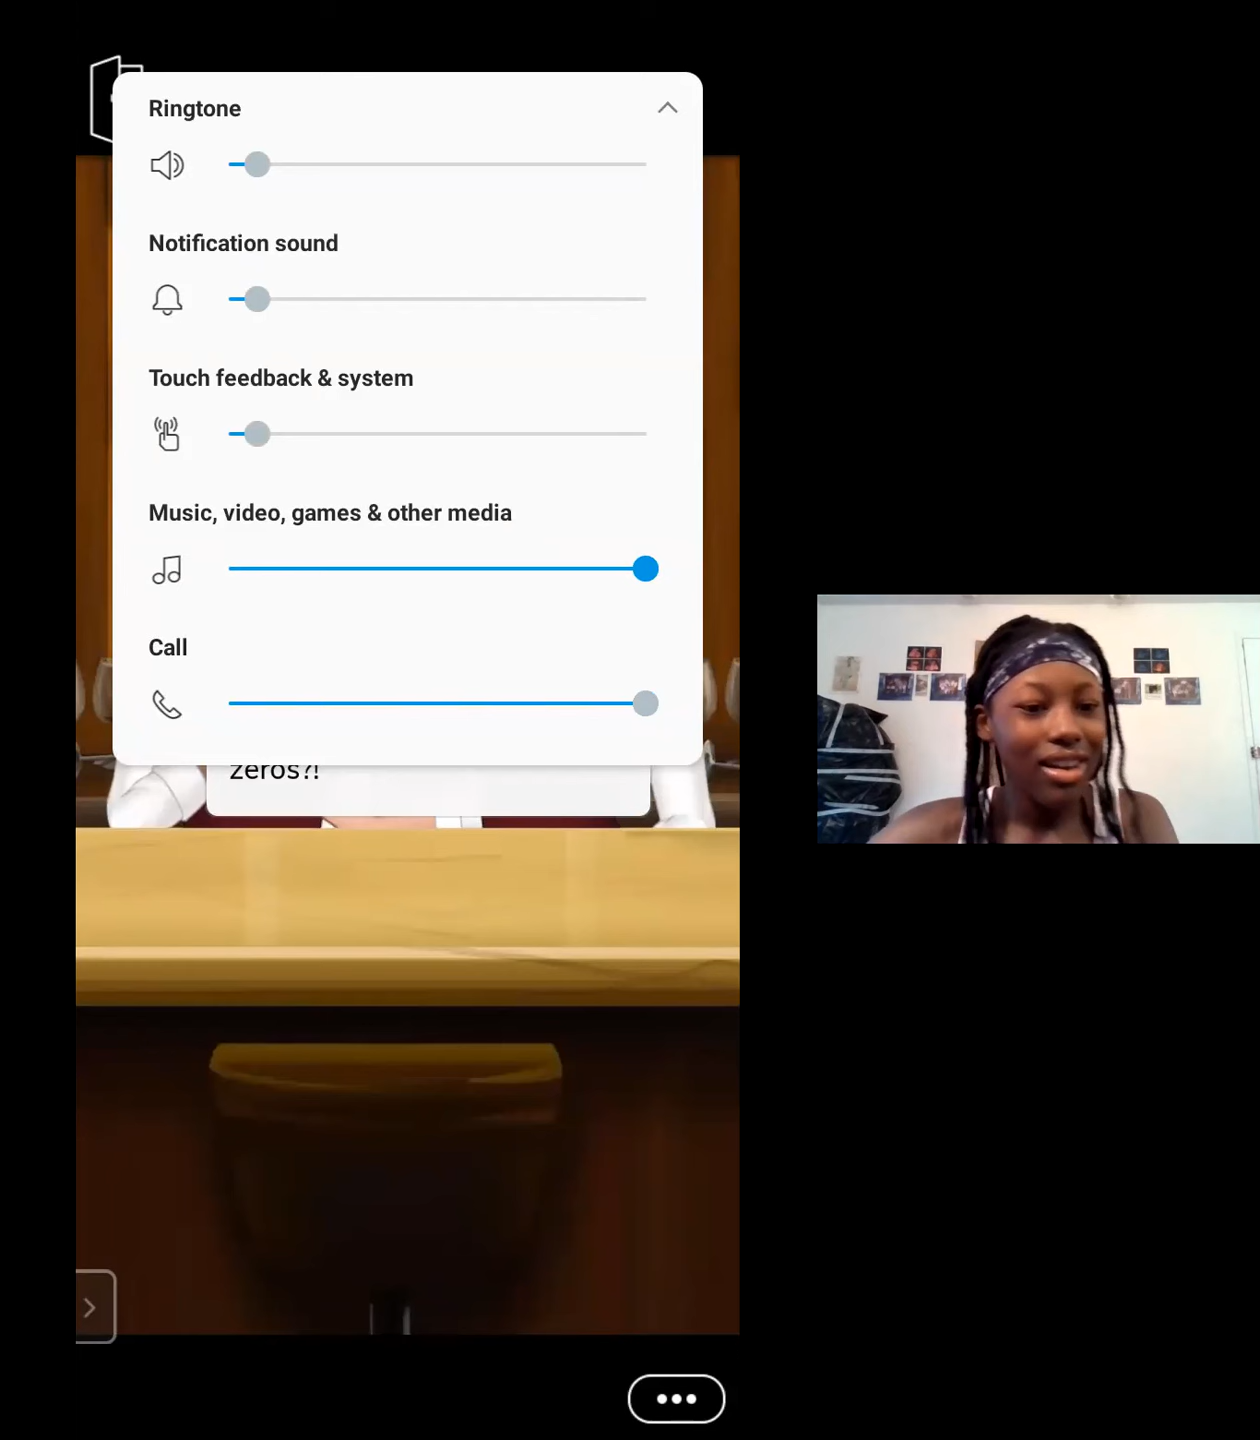 Ringtone
Notification sound
Touch feedback & system
Music, video, games & other media
Call
zeros?!